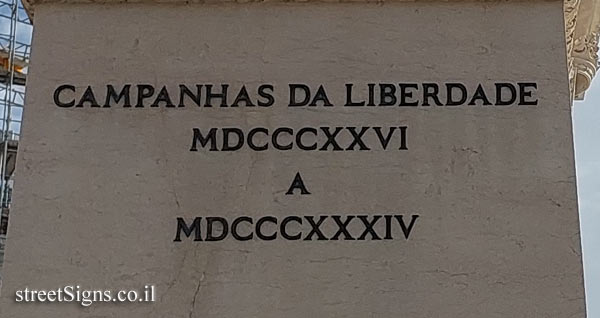 CAMPANHAS DA LIBERDADE
MDCCCXXVI
A
MDCCCXXXIV
streetSigns.co.il